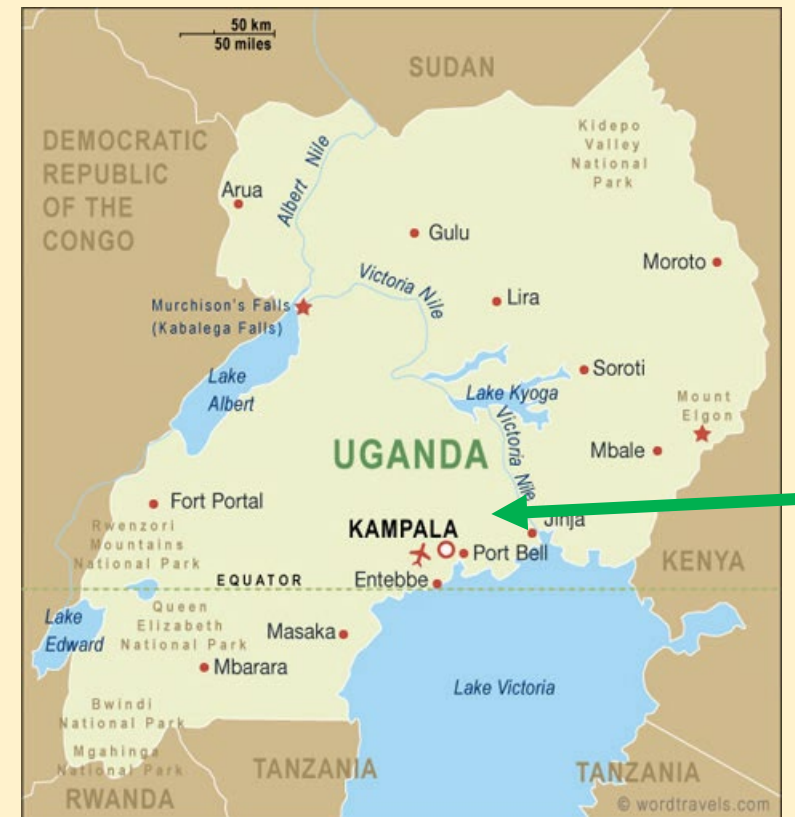 50 km
50 miles
SUDAN
DEMOCRATIC
REPUBLIC
OF THE
CONGO
Kidepo
Valley
National
Park
Arua
Albert Nile
Gulu
Moroto
Victoria Nile
Murchison's Falls
(Kabalega Falls)
Lira
Lake
Albert
Soroti
Lake Kyoga
Mount
Elgon
Victoria Nile
UGANDA
Mbale
Fort Portal
Jinja
KAMPALA
Rwenzori
Mountains
National Park
Port Bell
KENYA
EQUATOR
Entebbe
Lake
Edward
Queen
Elizabeth
National Park
Masaka
Mbarara
Lake Victoria
Bwindi
National Park
Mgahinga
National Park
TANZANIA
TANZANIA
RWANDA
© wordtravels.com